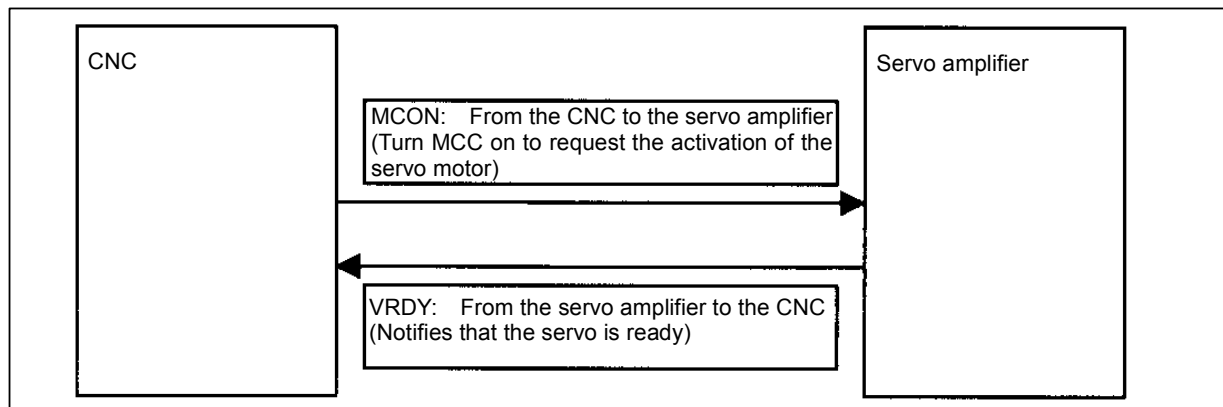 CNC
Servo amplifier
MCON: From the CNC to the servo amplifier
(Turn MCC on to request the activation of the
servo motor)
VRDY: From the servo amplifier to the CNC
(Notifies that the servo is ready)